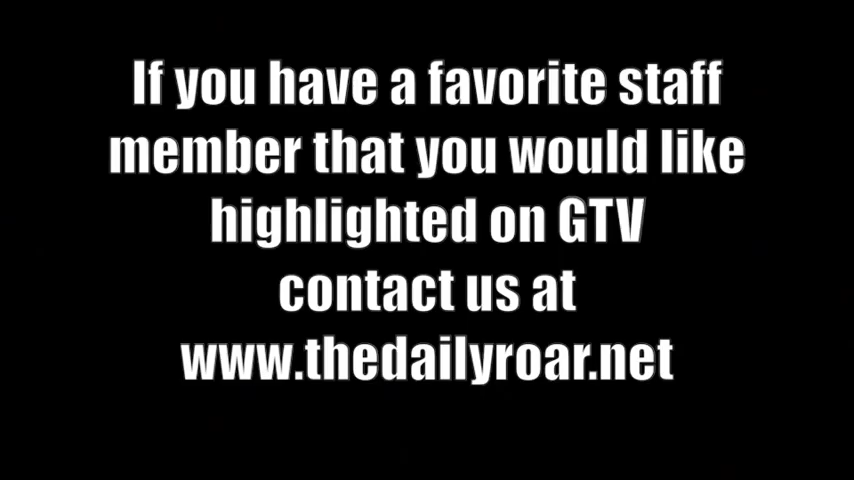 If you have a favorite staff
member that you would like
highlighted on GTV
contact us at
www.thedailyroar.net